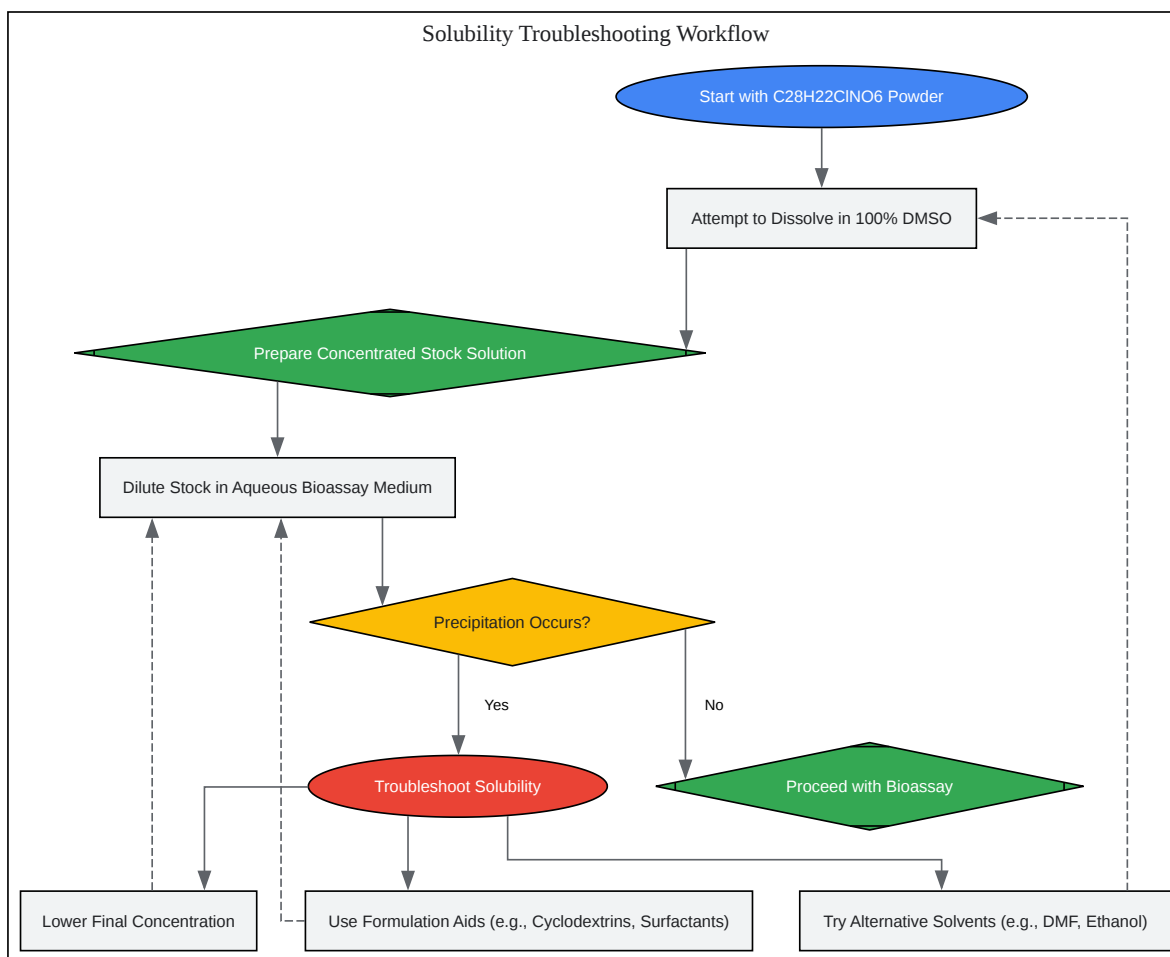 Solubility Troubleshooting Workflow
Start with C28H22ClNO6 Powder
Attempt to Dissolve in 100% DMSO
Prepare Concentrated Stock Solution
Dilute Stock in Aqueous Bioassay Medium
Precipitation Occurs?
Yes
No
Troubleshoot Solubility
Proceed with Bioassay
Lower Final Concentration
Use Formulation Aids (e.g., Cyclodextrins, Surfactants)
Try Alternative Solvents (e.g., DMF, Ethanol)